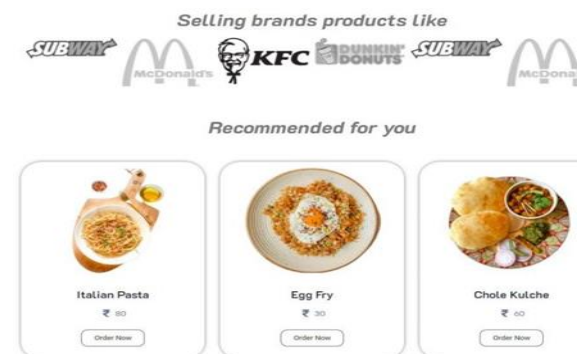 Selling brands products like
SUBWAY McDonald's KFC DUNKIN' DONUTS SUBWAY McDona
Recommended for you
Italian Pasta Egg Fry Chole Kulche
₹ 80 ₹ 30 ₹ 60
Order Now Order Now Order Now